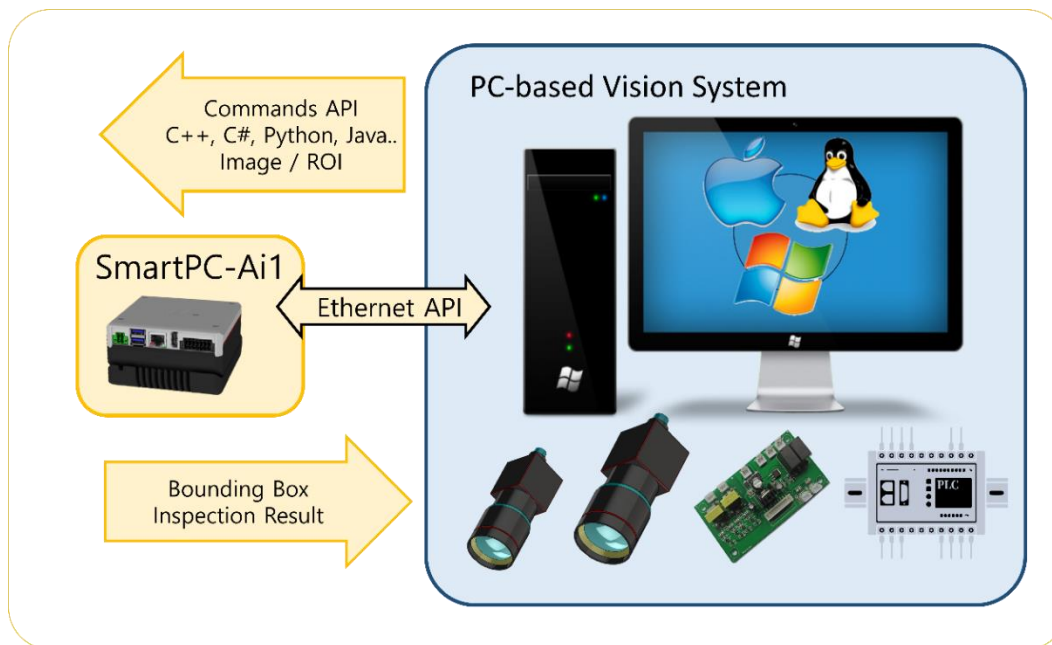 PC-based Vision System
Commands API
C++, C#, Python, Java..
Image / ROI
SmartPC-Ai1
Ethernet API
Bounding Box
Inspection Result
PLC